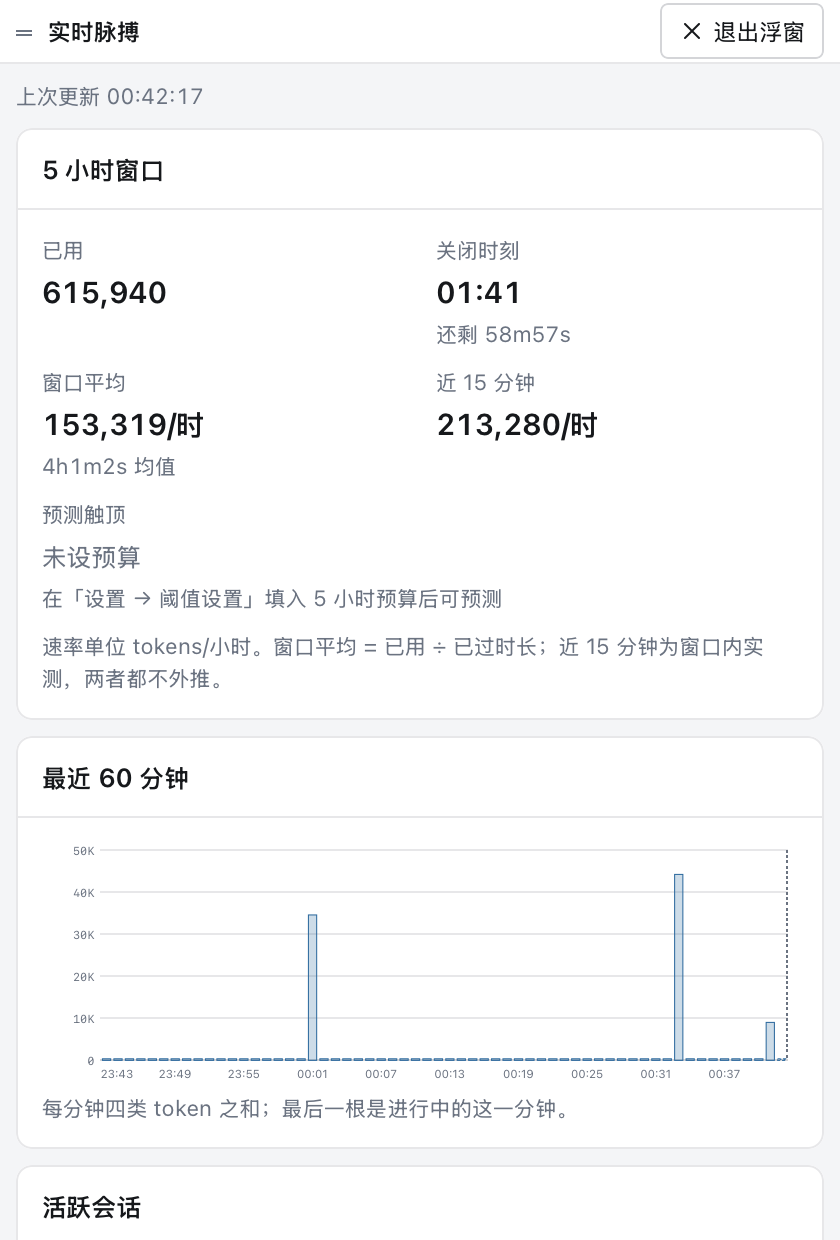 实时脉搏
退出浮窗
上次更新 00:42:17
5 小时窗口
已用
615,940
关闭时刻
01:41
还剩 58m57s
窗口平均
153,319/时
4h1m2s 均值
近 15 分钟
213,280/时
预测触顶
未设预算
在「设置 → 阈值设置」填入 5 小时预算后可预测
速率单位 tokens/小时。窗口平均 = 已用 ÷ 已过时长；近 15 分钟为窗口内实
测，两者都不外推。
最近 60 分钟
50K
40K
30K
20K
10K
0
23:43 23:49 23:55 00:01 00:07 00:13 00:19 00:25 00:31 00:37
每分钟四类 token 之和；最后一根是进行中的这一分钟。
活跃会话